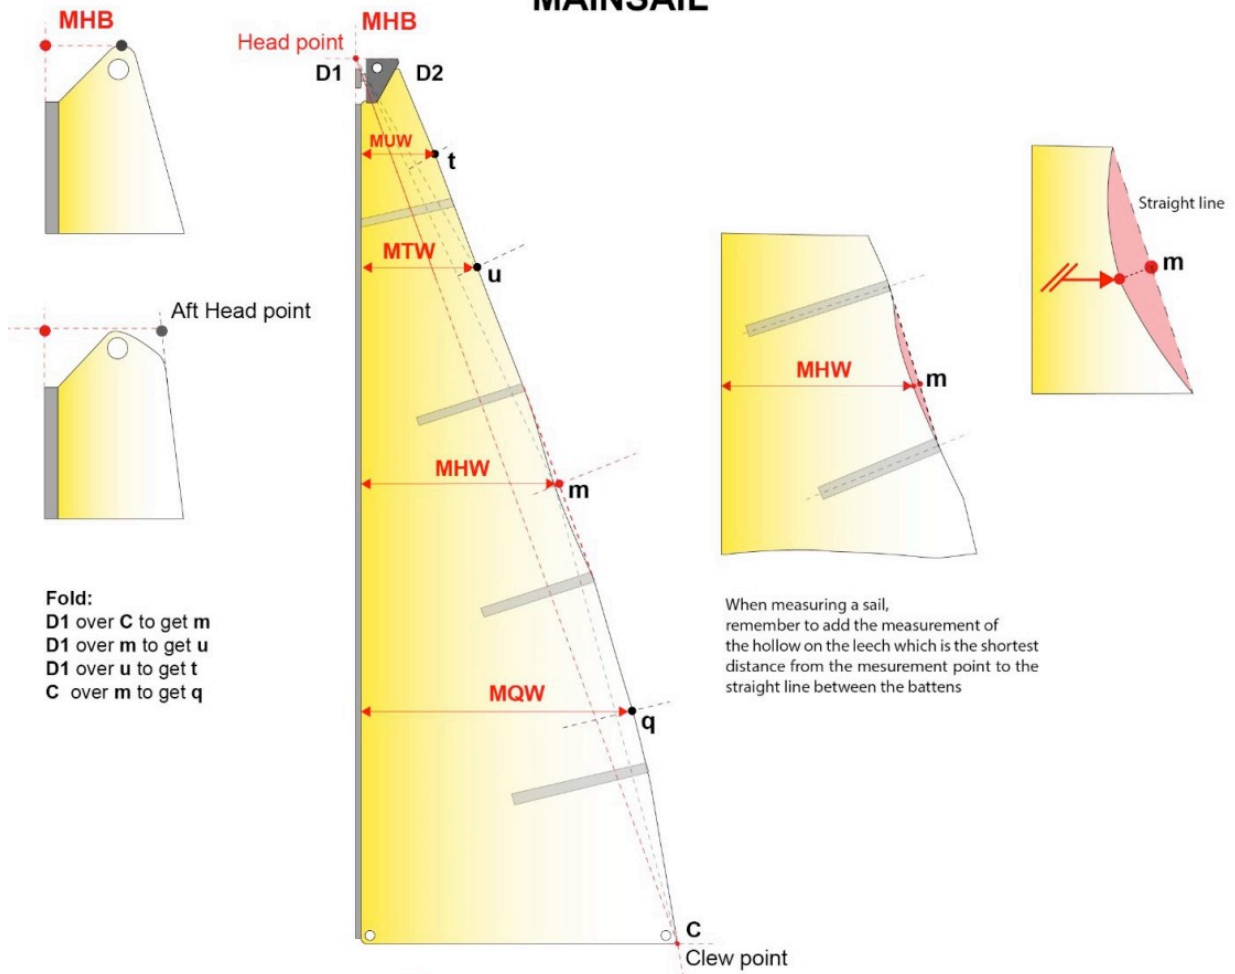 MAINSAIL
MHB
MHB
Head point
D1
D2
MUW
t
MTW
u
MHW
m
MQW
q
C
Clew point
Aft Head point
Fold:
D1 over C to get m
D1 over m to get u
D1 over u to get t
C over m to get q
MHW
m
Straight line
m
When measuring a sail,
remember to add the measurement of
the hollow on the leech which is the shortest
distance from the mesurement point to the
straight line between the battens